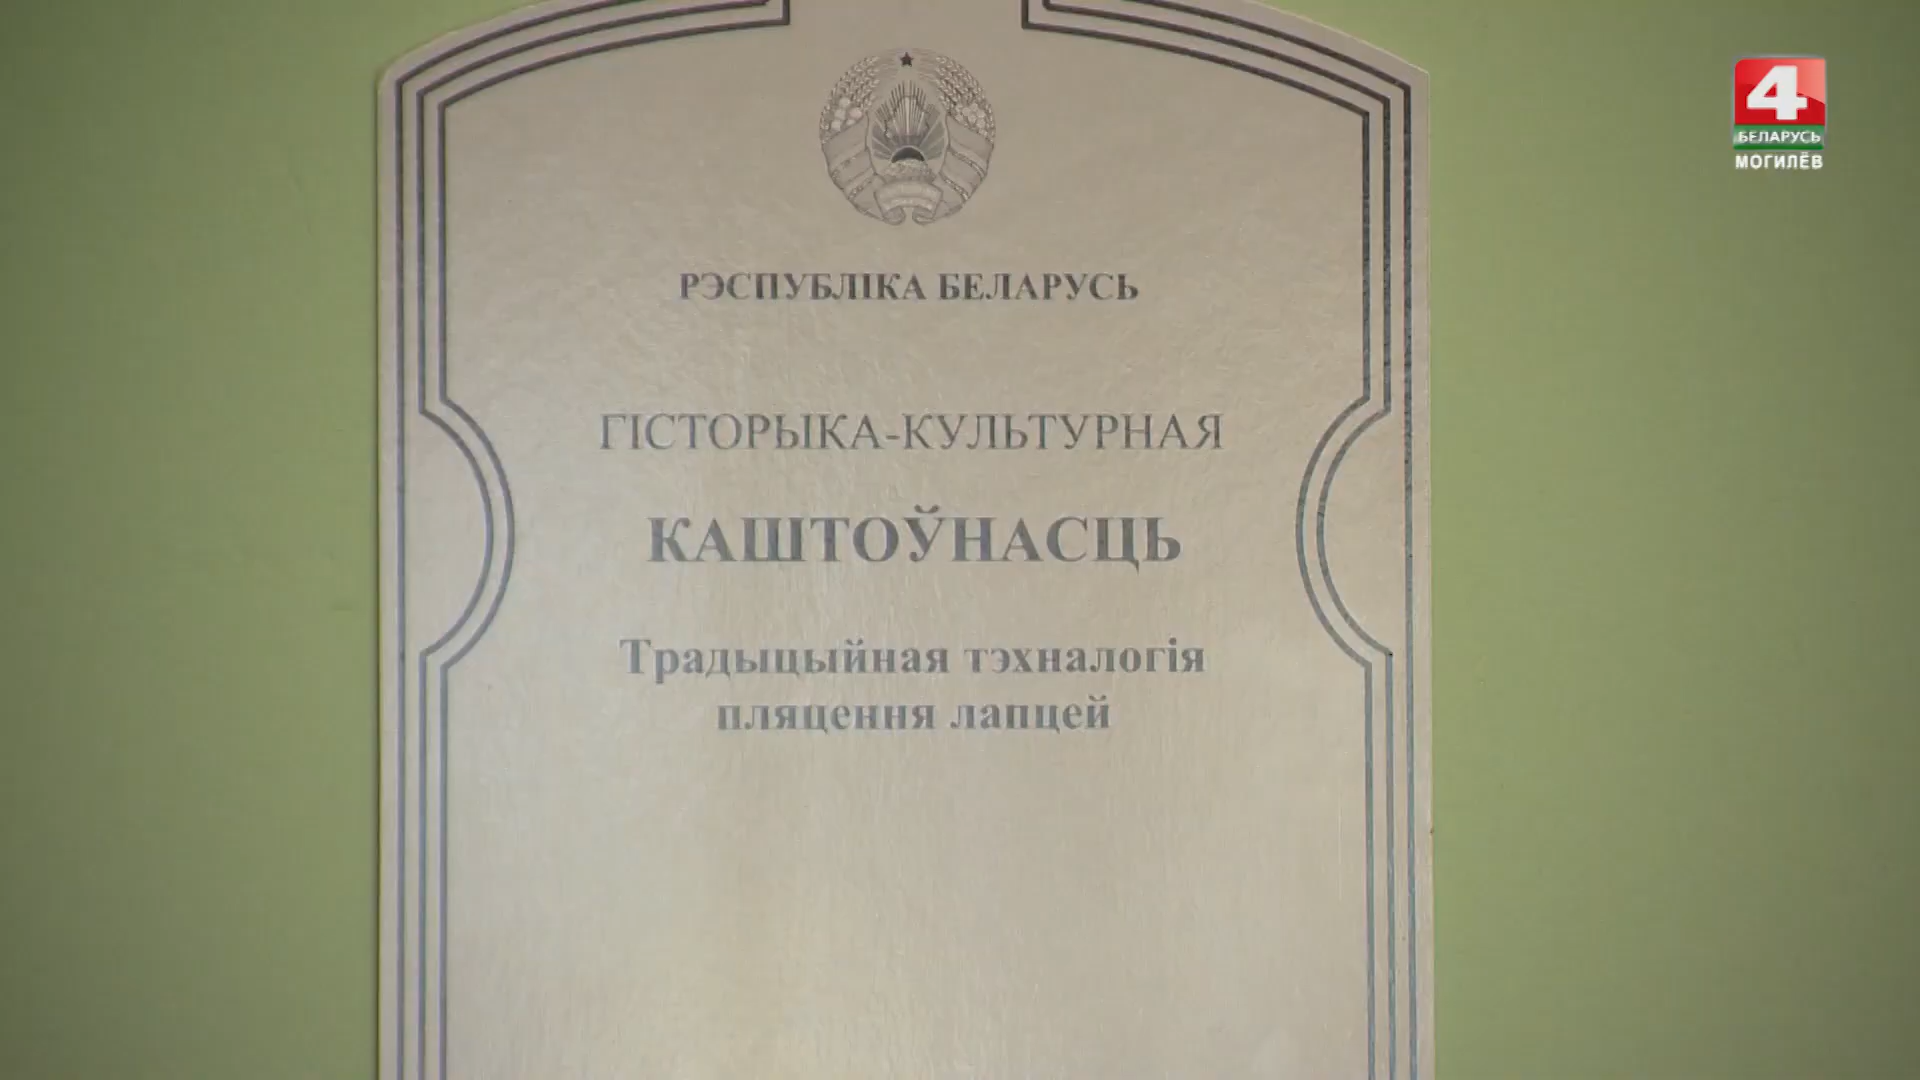 4
БЕЛАРУСЬ
МОГИЛЁВ
РЭСПУБЛІКА БЕЛАРУСЬ
ГІСТОРЫКА-КУЛЬТУРНАЯ
КАШТОЎНАСЦЬ
Традыцыйная тэхналогія
пляцення лапцей